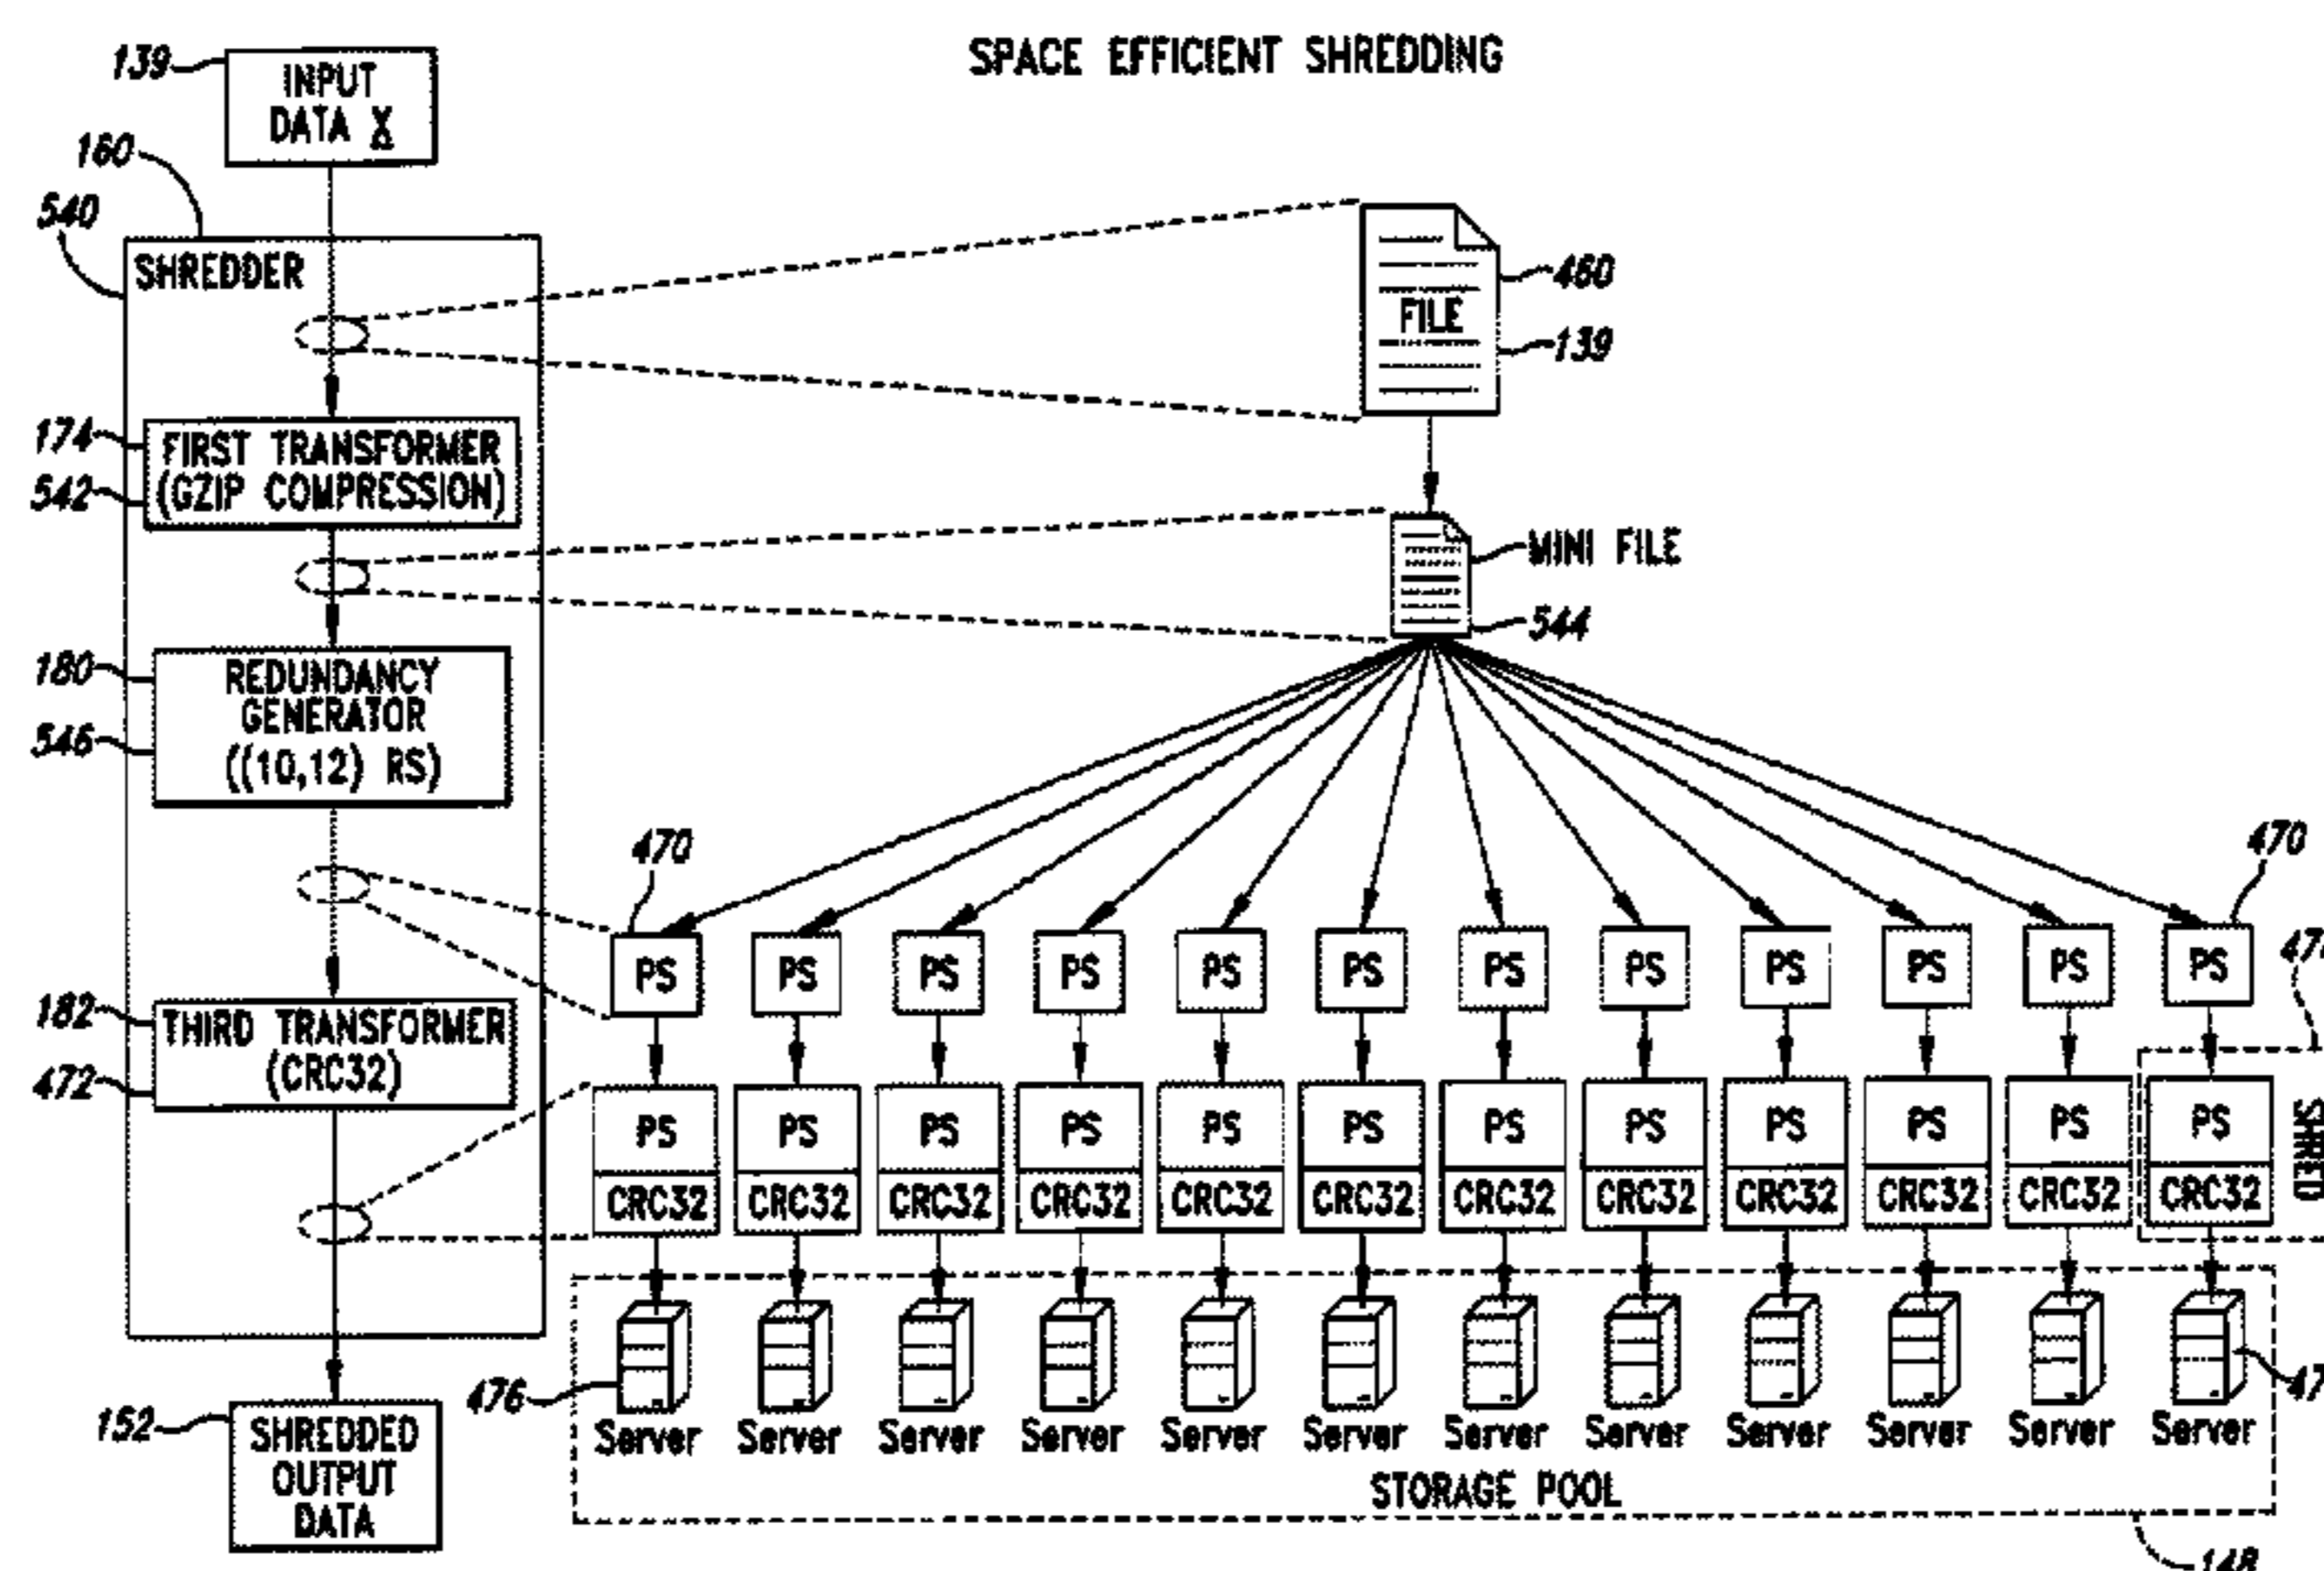 SPACE EFFICIENT SHREDDING
139
INPUT
DATA X
160
540
SHREDDER
460
FILE
139
174
FIRST TRANSFORMER
542
(GZIP COMPRESSION)
MINI FILE
544
180
REDUNDANCY
GENERATOR
546
((10,12) RS)
470
470
PS PS PS PS PS PS PS PS PS PS PS PS
182
THIRD TRANSFORMER
472
(CRC32)
PS PS PS PS PS PS PS PS PS PS PS PS
CRC32 CRC32 CRC32 CRC32 CRC32 CRC32 CRC32 CRC32 CRC32 CRC32 CRC32 CRC32
SHRED
476
Server Server Server Server Server Server Server Server Server Server Server Server
STORAGE POOL
148
152
SHREDDED
OUTPUT
DATA